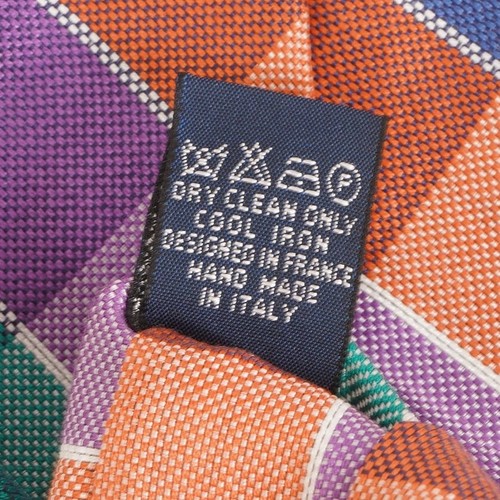 F
DRY CLEAN ONLY
COOL IRON
DESIGNED IN FRANCE
HAND MADE
IN ITALY